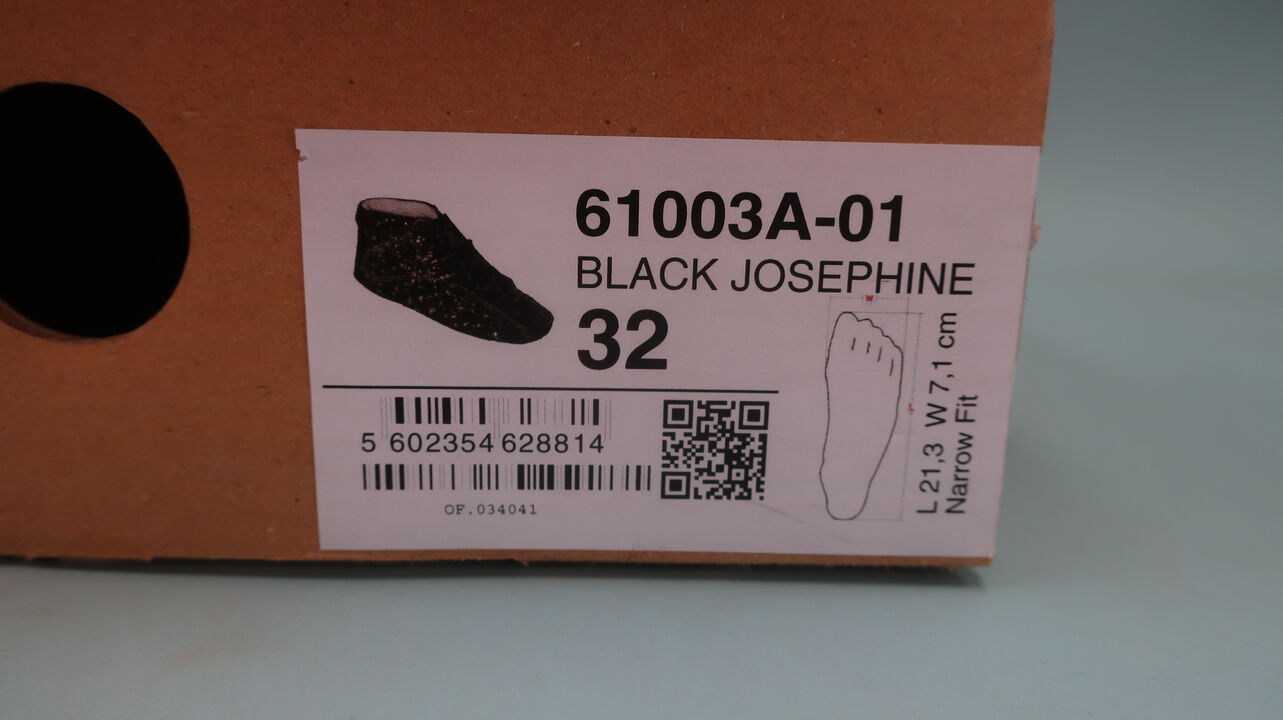 61003A-01
BLACK JOSEPHINE
32
W
L
L 21,3 W 7,1 cm
Narrow Fit
5 602354 628814
OF.034041